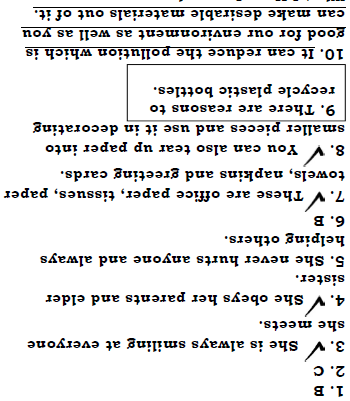 1. B
2. C
3. ✓ She is always smiling at everyone
she meets.
4. ✓ She obeys her parents and elder
sister.
5. She never hurts anyone and always
helping others.
6. B
7. ✓ These are office paper, tissues, paper
towels, napkins and greeting cards.
8. ✓ You can also tear up paper into
smaller pieces and use it in decorating
9. There are reasons to
recycle plastic bottles.
10. It can reduce the pollution which is
good for our environment as well as you
can make desirable materials out of it.